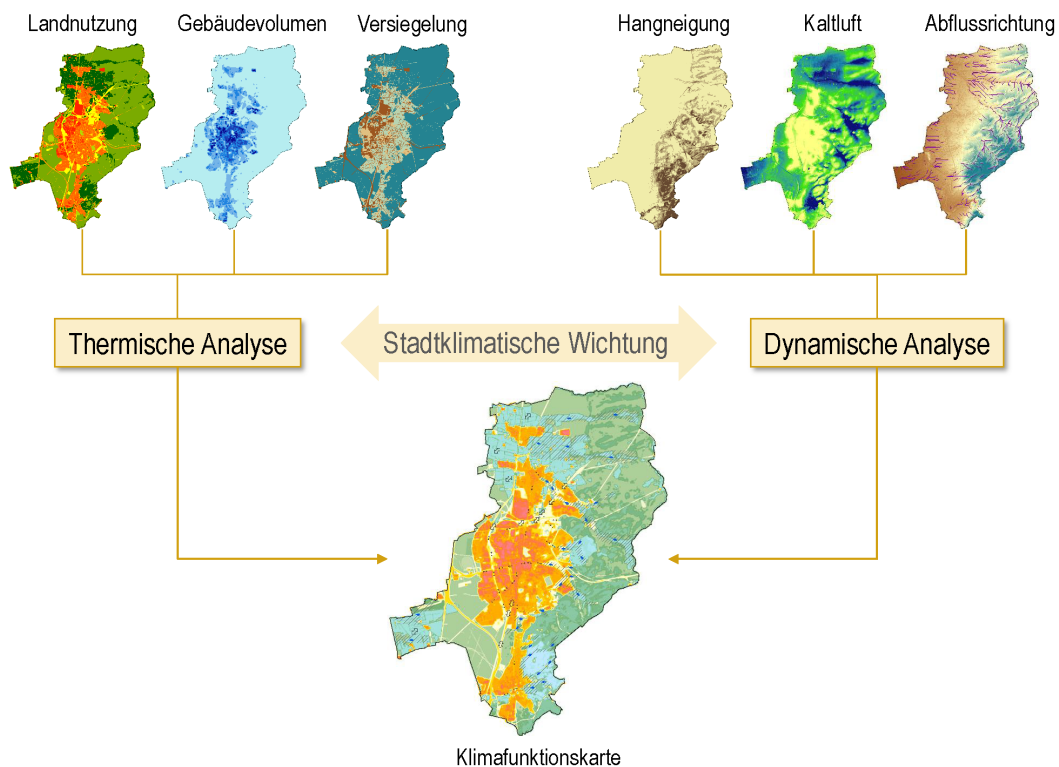 Landnutzung
Gebäudevolumen
Versiegelung
Hangneigung
Kaltluft
Abflussrichtung
Thermische Analyse
Stadtklimatische Wichtung
Dynamische Analyse
Klimafunktionskarte